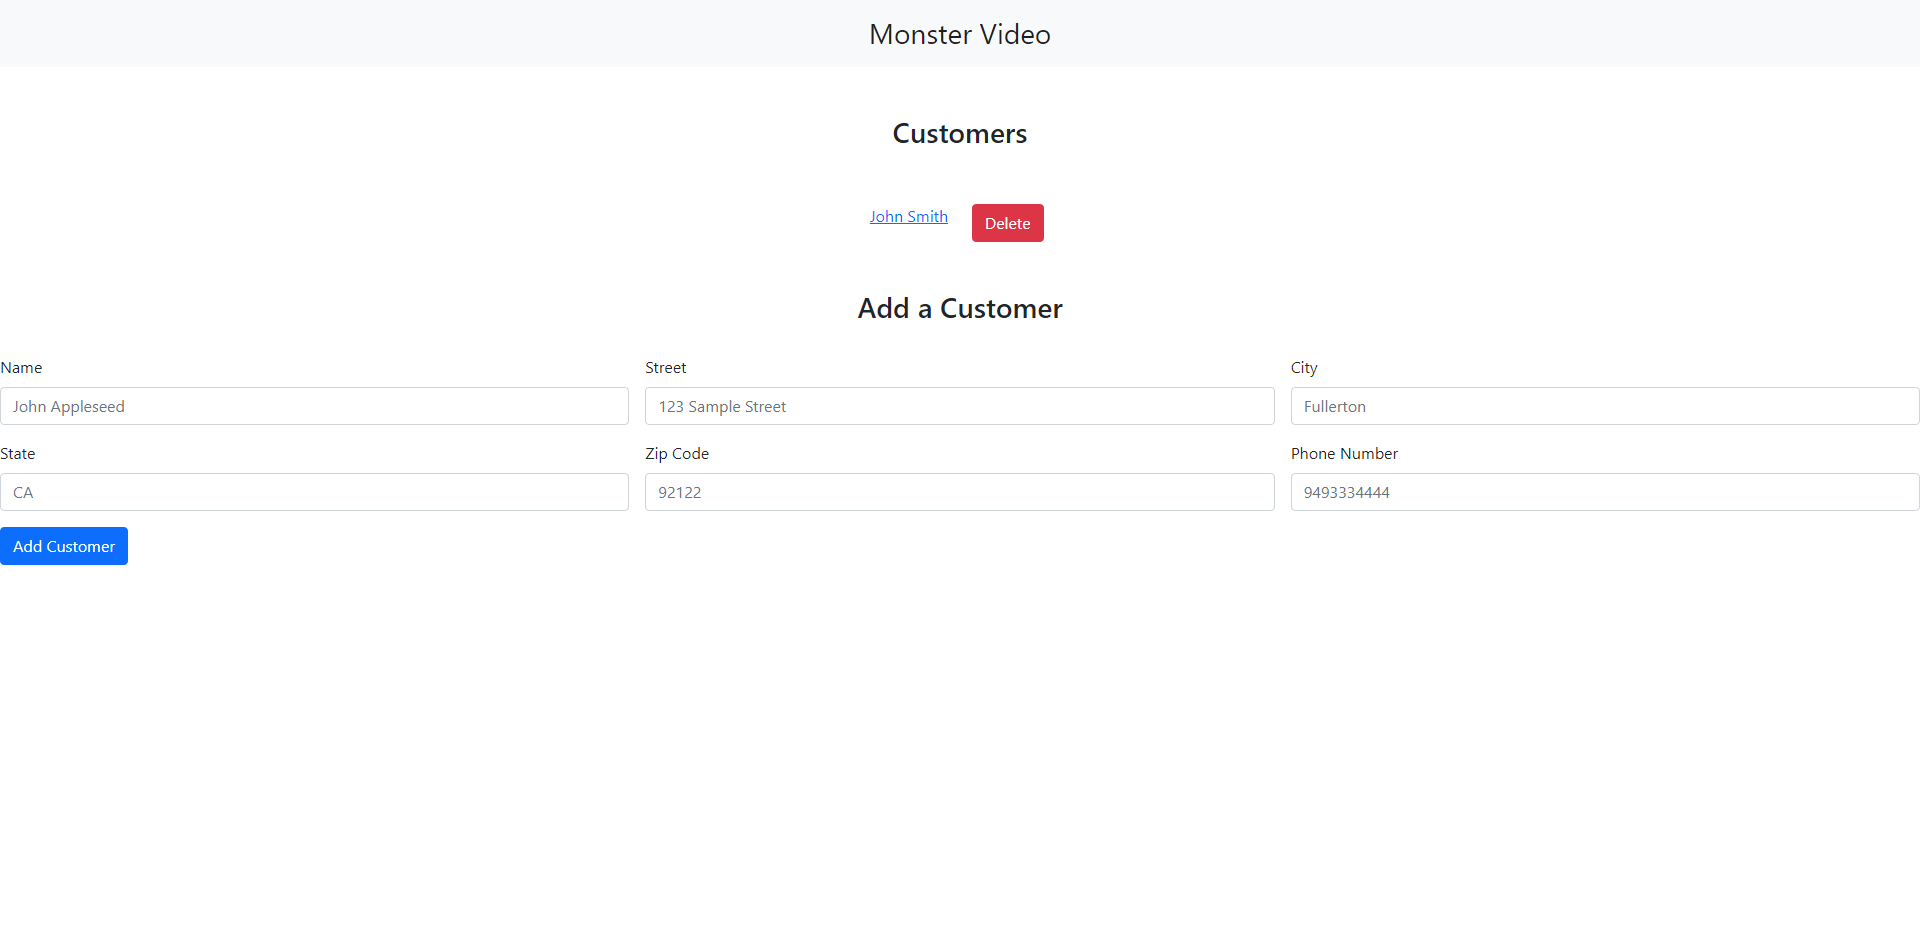 Monster Video
Customers
John Smith Delete
Add a Customer
Name Street City
John Appleseed 123 Sample Street Fullerton
State Zip Code Phone Number
CA 92122 9493334444
Add Customer